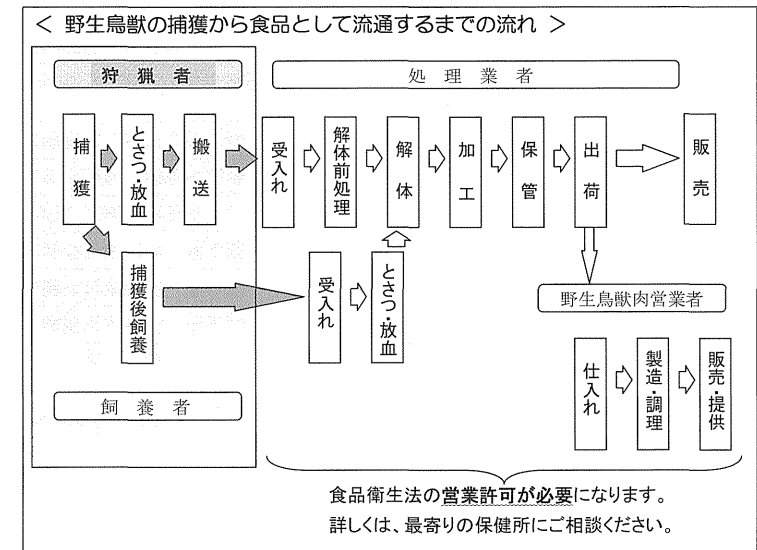 < 野生鳥獣の捕獲から食品として流通するまでの流れ >
狩猟者
処理業者
捕獲
とさつ・放血
搬送
受入れ
解体前処理
解体
加工
保管
出荷
販売
捕獲後飼養
受入れ
とさつ・放血
野生鳥獣肉営業者
仕入れ
製造・調理
販売・提供
飼養者
食品衛生法の営業許可が必要になります。
詳しくは、最寄りの保健所にご相談ください。